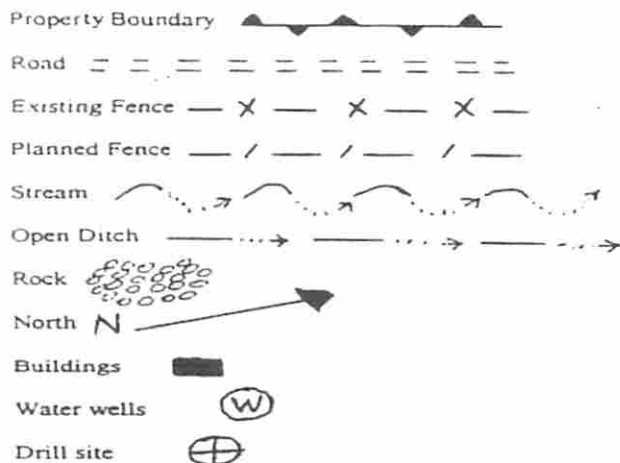 Property Boundary
Road
Existing Fence
Planned Fence
Stream
Open Ditch
Rock
North N
Buildings
Water wells W
Drill site